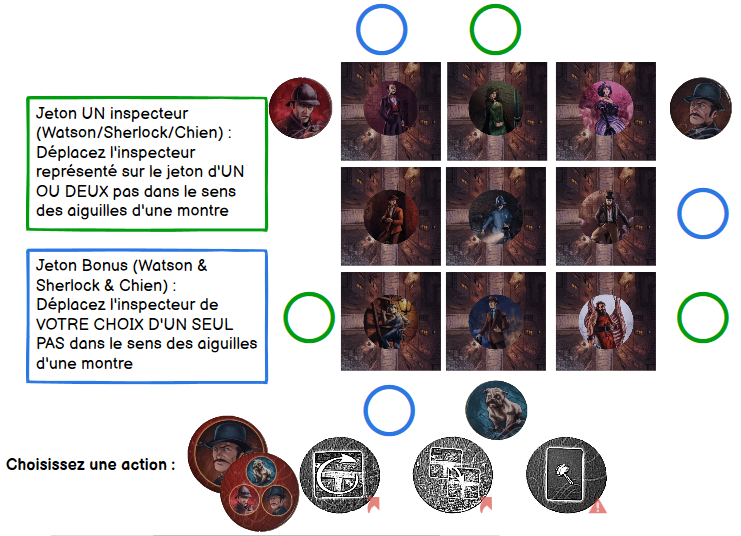 Jeton UN inspecteur
(Watson/Sherlock/Chien) :
Déplacez l'inspecteur
représenté sur le jeton d'UN
OU DEUX pas dans le sens
des aiguilles d'une montre
Jeton Bonus (Watson &
Sherlock & Chien) :
Déplacez l'inspecteur de
VOTRE CHOIX D'UN SEUL
PAS dans le sens des aiguilles
d'une montre
Choisissez une action :